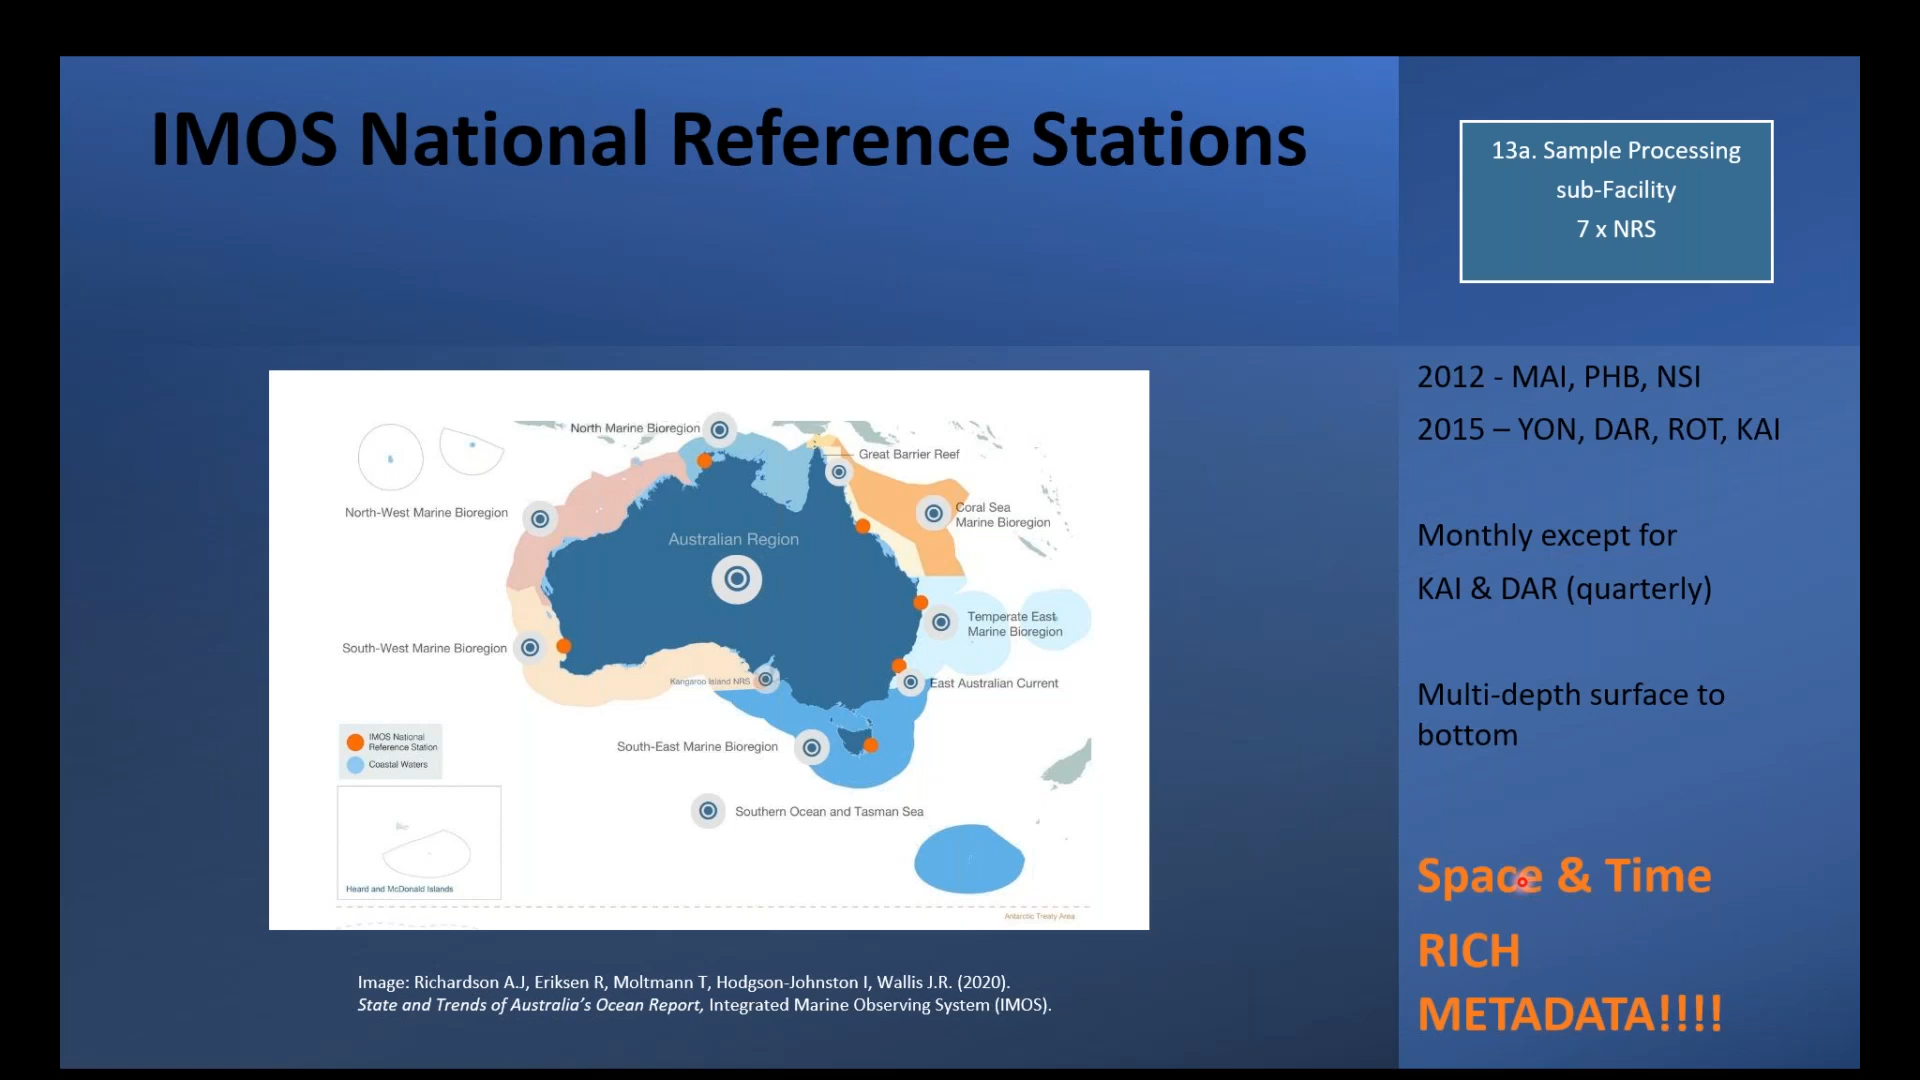 IMOS National Reference Stations
13a. Sample Processing
sub-Facility
7 x NRS
2012 - MAI, PHB, NSI
2015 – YON, DAR, ROT, KAI
Monthly except for
KAI & DAR (quarterly)
Multi-depth surface to
bottom
Space & Time
RICH
METADATA!!!!
North Marine Bioregion
Great Barrier Reef
North-West Marine Bioregion
Coral Sea
Marine Bioregion
Australian Region
Temperate East
Marine Bioregion
South-West Marine Bioregion
Kangaroo Island NRS
East Australian Current
South-East Marine Bioregion
IMOS National
Reference Station
Coastal Waters
Southern Ocean and Tasman Sea
Heard and McDonald Islands
Antarctic Treaty Area
Image: Richardson A.J, Eriksen R, Moltmann T, Hodgson-Johnston I, Wallis J.R. (2020).
State and Trends of Australia's Ocean Report, Integrated Marine Observing System (IMOS).